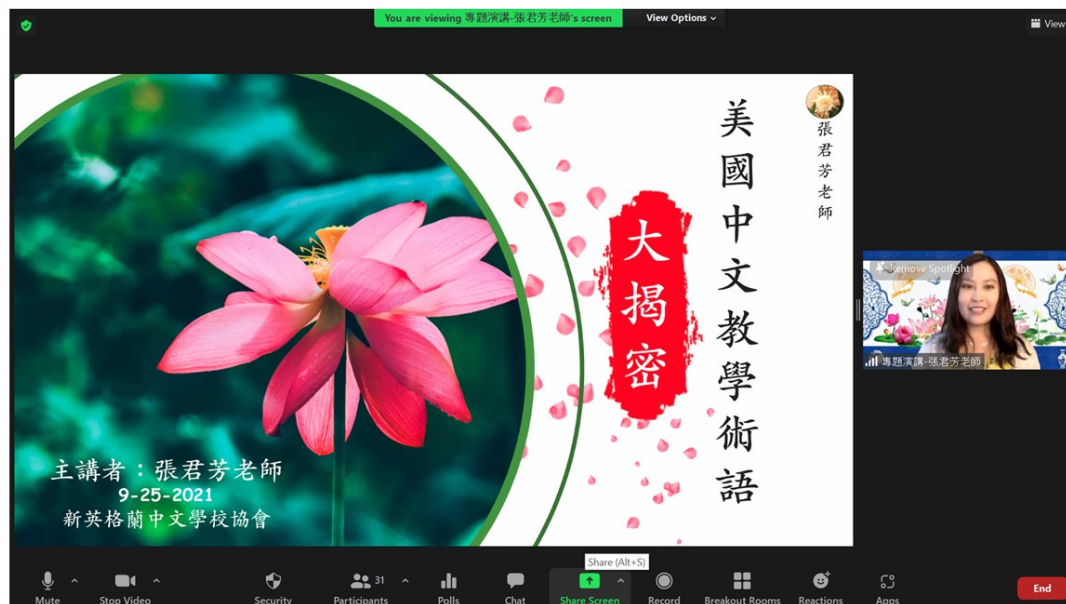 You are viewing 專題演講-張君芳老師's screen
View Options
View
張君芳老師
美國中文教學術語
大揭密
主講者：張君芳老師
9-25-2021
新英格蘭中文學校協會
Remove Spotlight
專題演講-張君芳老師
Share (Alt+S)
Mute
Stop Video
Security
Participants
31
Polls
Chat
Share Screen
Record
Breakout Rooms
Reactions
Apps
End